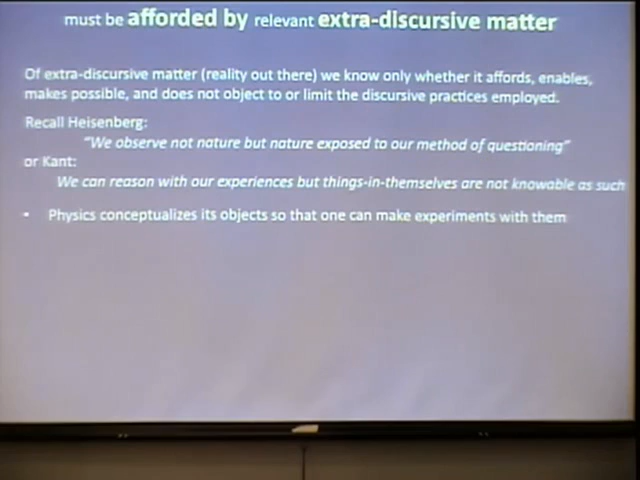 must be afforded by relevant extra-discursive matter
Of extra-discursive matter (reality out there) we know only whether it affords, enables,
makes possible, and does not object to or limit the discursive practices employed.
Recall Heisenberg:
"We observe not nature but nature exposed to our method of questioning"
or Kant:
We can reason with our experiences but things-in-themselves are not knowable as such
• Physics conceptualizes its objects so that one can make experiments with them